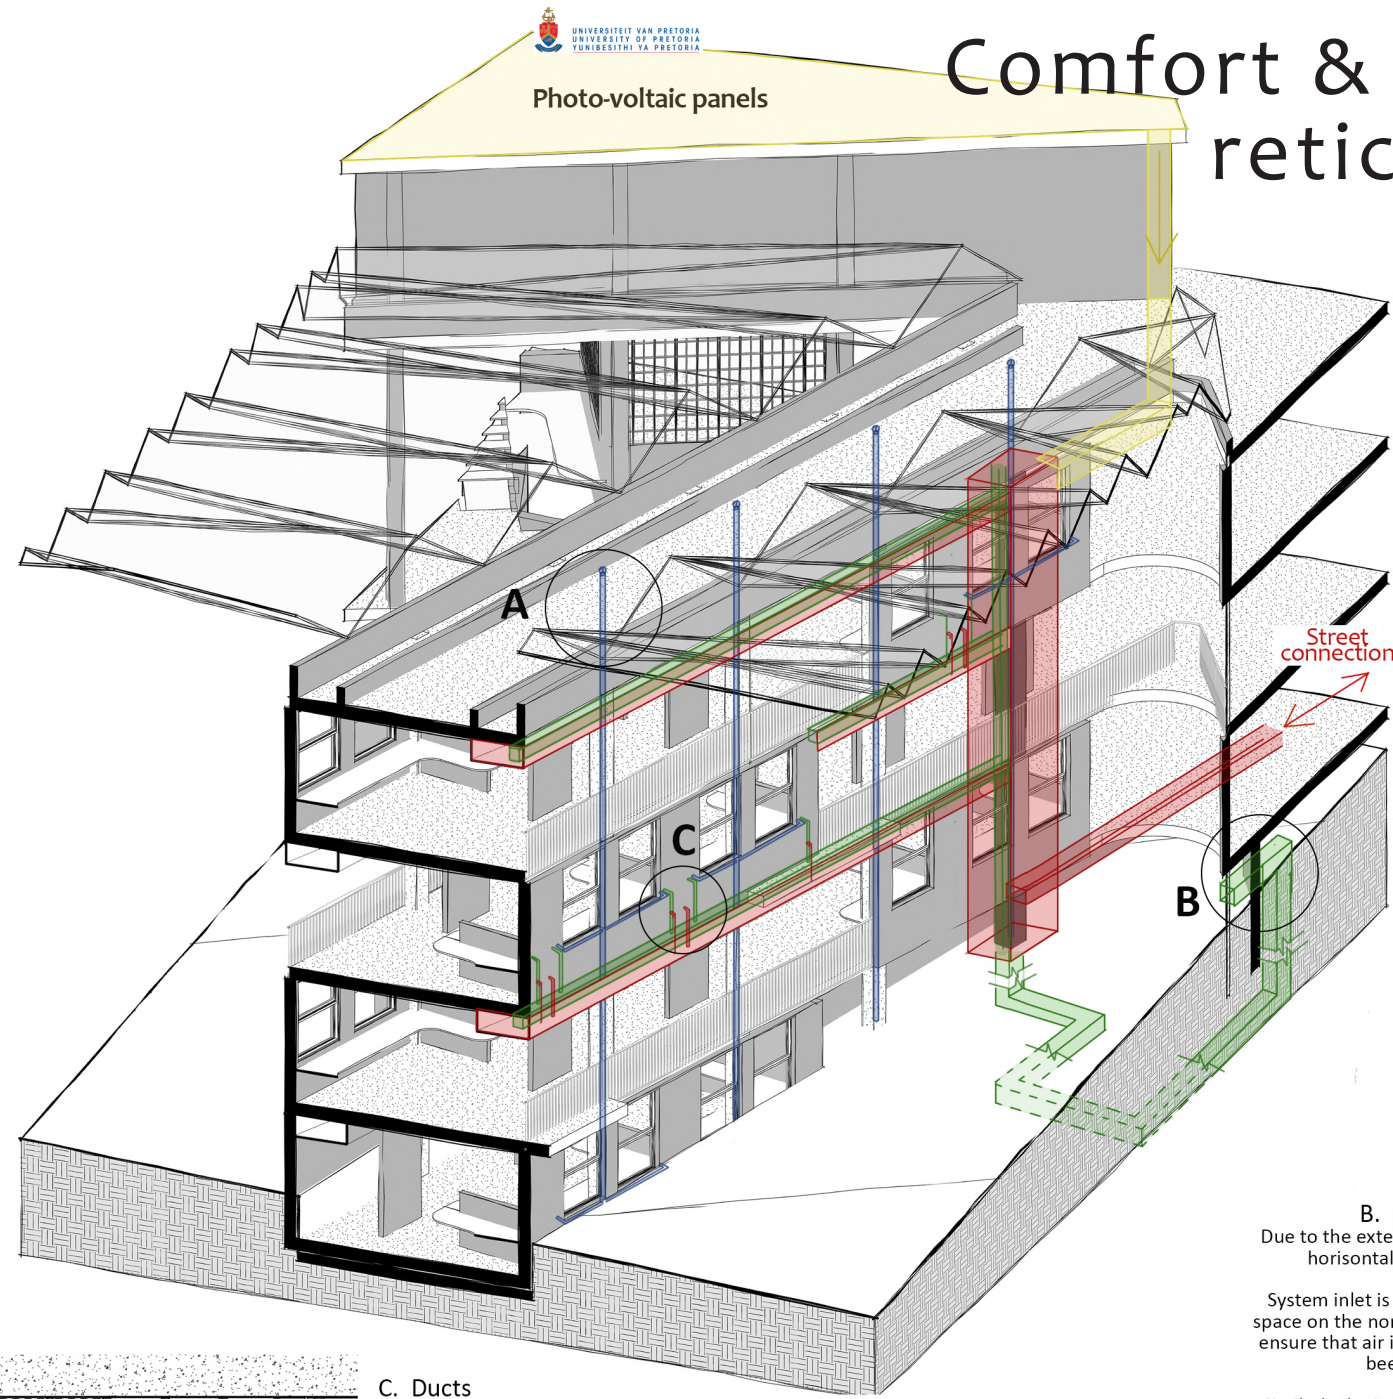 UNIVERSITEIT VAN PRETORIA
UNIVERSITY OF PRETORIA
YUNIBESITHI YA PRETORIA
Comfort &
retic
Photo-voltaic panels
A
Street
connection
C
B
B.
Due to the exte
horisontal
System inlet is
space on the nor
ensure that air i
bee
C. Ducts